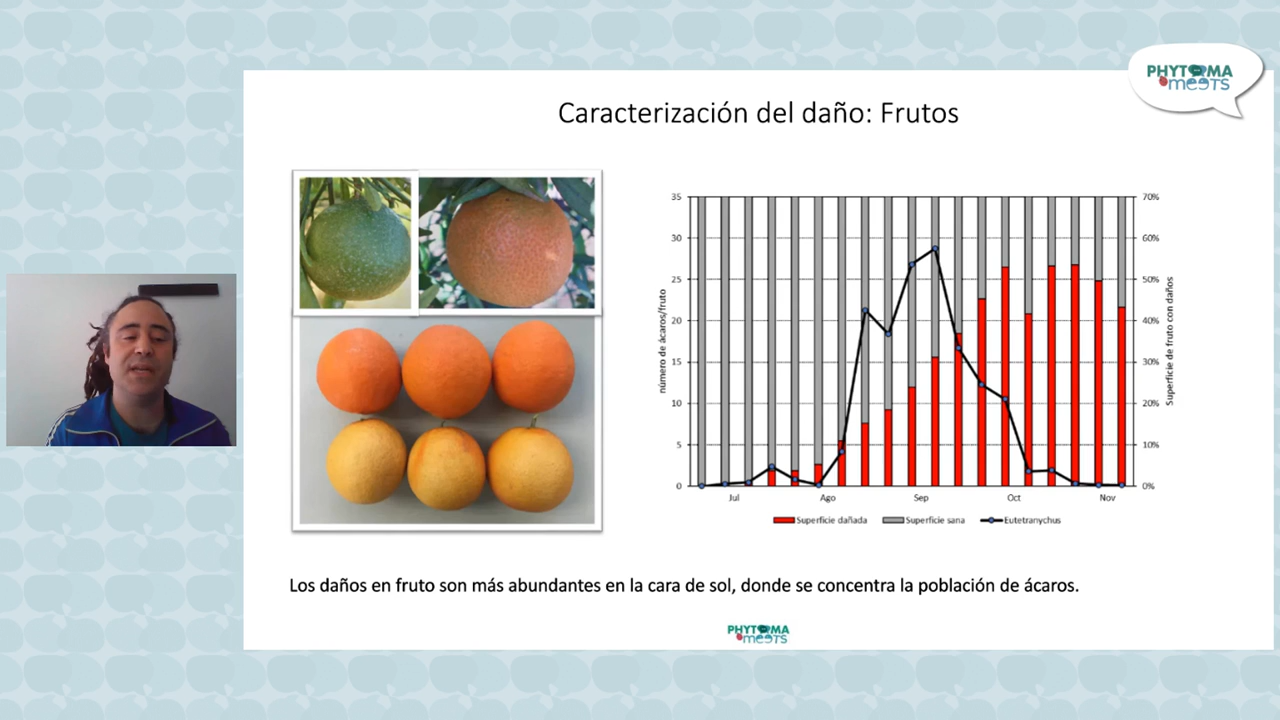 PHYTOMA
meets
Caracterización del daño: Frutos
35
30
25
20
15
10
5
0
número de ácaros/fruto
70%
60%
50%
40%
30%
20%
10%
0%
Superficie de fruto con daños
Jul
Ago
Sep
Oct
Nov
Superficie dañada
Superficie sana
Eutetranychus
Los daños en fruto son más abundantes en la cara de sol, donde se concentra la población de ácaros.
PHYTOMA
meets